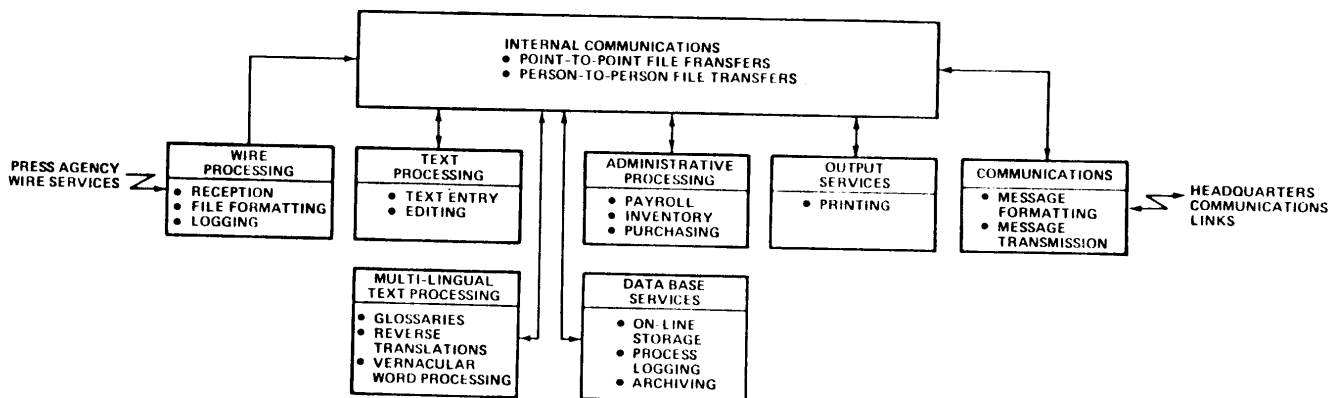 INTERNAL COMMUNICATIONS
● POINT-TO-POINT FILE FRANSFERS
● PERSON-TO-PERSON FILE TRANSFERS
PRESS AGENCY
WIRE SERVICES
WIRE
PROCESSING
● RECEPTION
● FILE FORMATTING
● LOGGING
TEXT
PROCESSING
● TEXT ENTRY
● EDITING
ADMINISTRATIVE
PROCESSING
● PAYROLL
● INVENTORY
● PURCHASING
OUTPUT
SERVICES
● PRINTING
COMMUNICATIONS
● MESSAGE
FORMATTING
● MESSAGE
TRANSMISSION
HEADQUARTERS
COMMUNICATIONS
LINKS
MULTI-LINGUAL
TEXT PROCESSING
● GLOSSARIES
● REVERSE
TRANSLATIONS
● VERNACULAR
WORD PROCESSING
DATA BASE
SERVICES
● ON-LINE
STORAGE
● PROCESS
LOGGING
● ARCHIVING